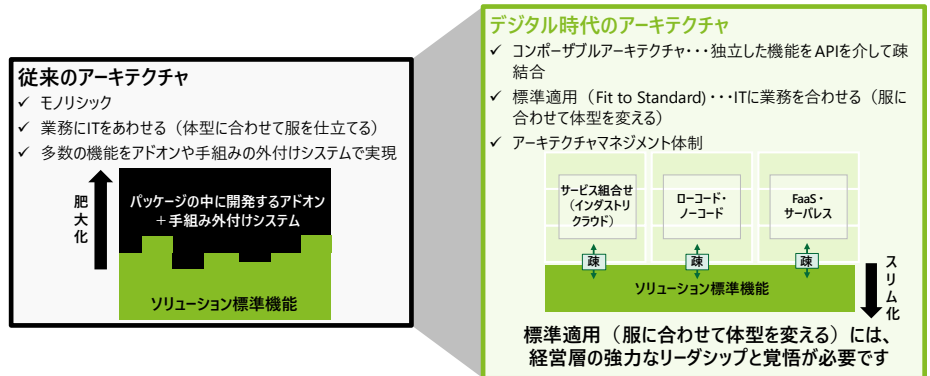 従来のアーキテクチャ
✓ モノリシック
✓ 業務にITをあわせる（体型に合わせて服を仕立てる）
✓ 多数の機能をアドオンや手組みの外付けシステムで実現
肥大化
パッケージの中に開発するアドオン
＋手組み外付けシステム
ソリューション標準機能
デジタル時代のアーキテクチャ
✓ コンポーザブルアーキテクチャ・・・独立した機能をAPIを介して疎
結合
✓ 標準適用（Fit to Standard)・・・ITに業務を合わせる（服に
合わせて体型を変える）
✓ アーキテクチャマネジメント体制
サービス組合せ
（インダストリ
クラウド）
ローコード・
ノーコード
FaaS・
サーバレス
疎
疎
疎
ソリューション標準機能
スリム化
標準適用（服に合わせて体型を変える）には、
経営層の強力なリーダシップと覚悟が必要です